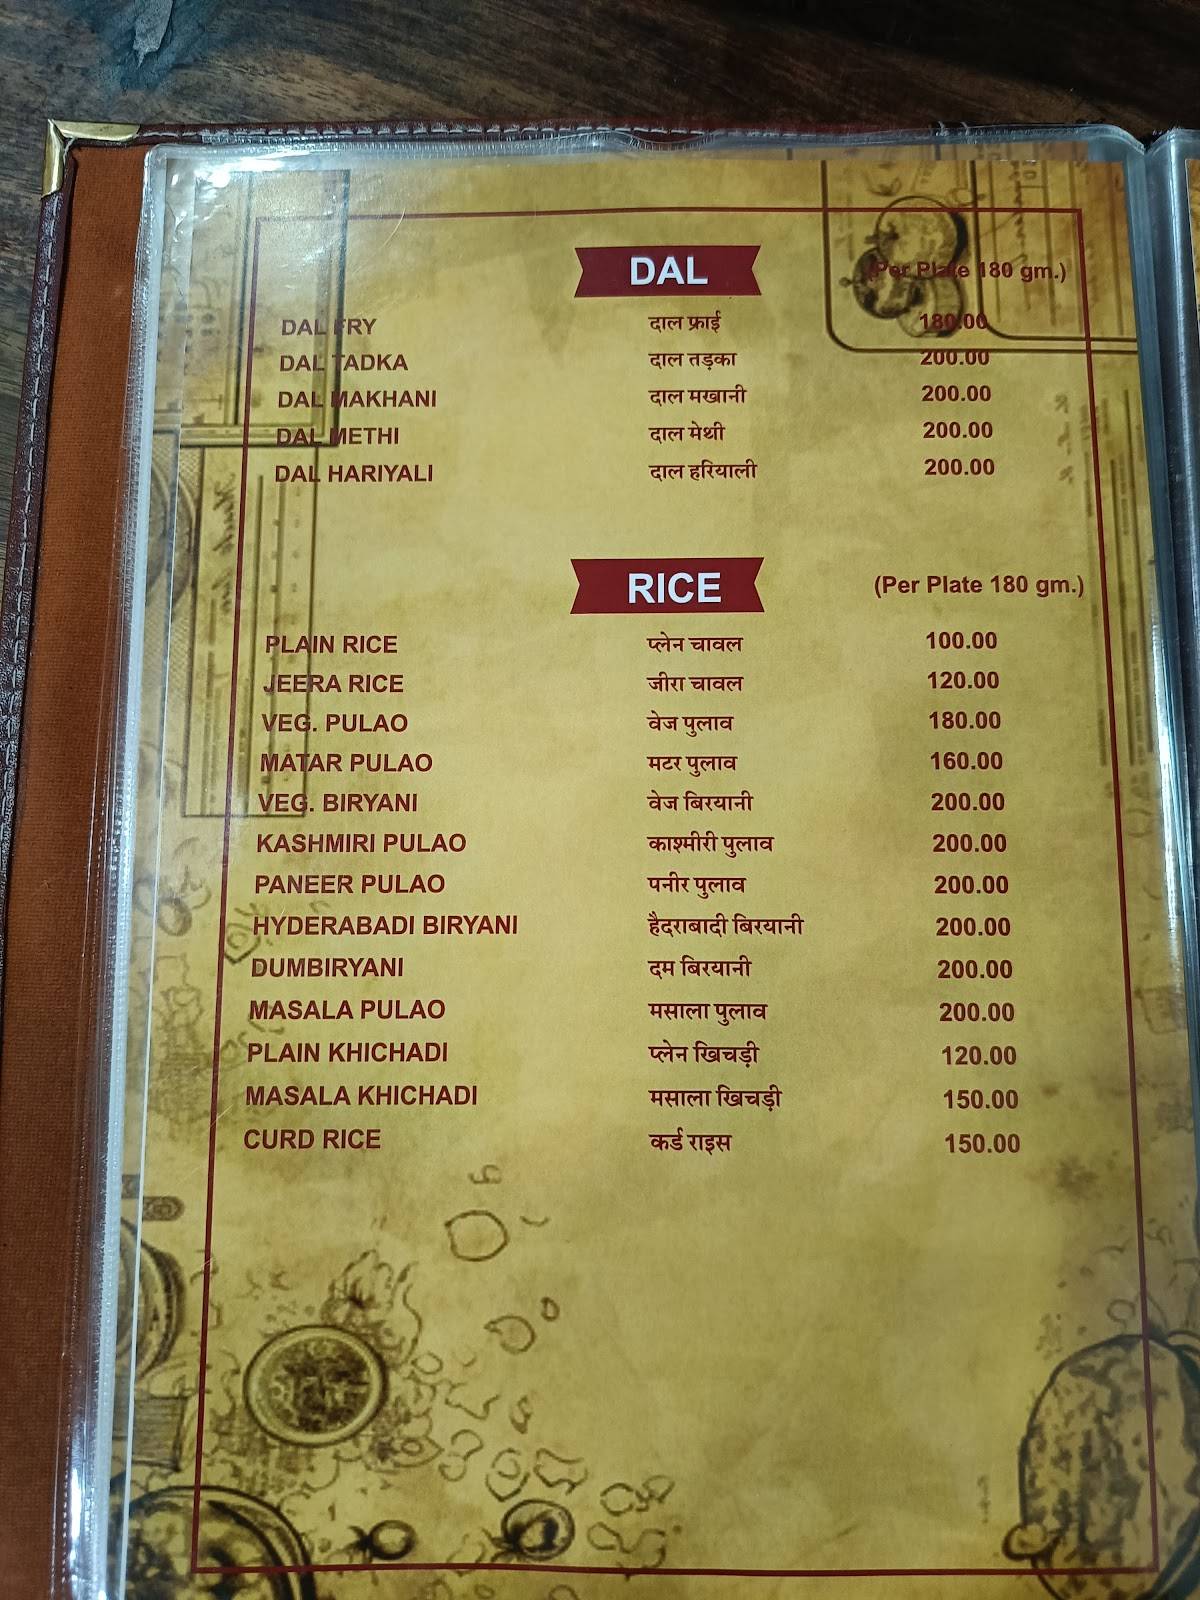 DAL
(Per Plate 180 gm.)
DAL FRY दाल फ्राई 180.00
DAL TADKA दाल तड़का 200.00
DAL MAKHANI दाल मखानी 200.00
DAL METHI दाल मेथी 200.00
DAL HARIYALI दाल हरियाली 200.00
RICE
(Per Plate 180 gm.)
PLAIN RICE प्लेन चावल 100.00
JEERA RICE जीरा चावल 120.00
VEG. PULAO वेज पुलाव 180.00
MATAR PULAO मटर पुलाव 160.00
VEG. BIRYANI वेज बिरयानी 200.00
KASHMIRI PULAO काश्मीरी पुलाव 200.00
PANEER PULAO पनीर पुलाव 200.00
HYDERABADI BIRYANI हैदराबादी बिरयानी 200.00
DUMBIRYANI दम बिरयानी 200.00
MASALA PULAO मसाला पुलाव 200.00
PLAIN KHICHADI प्लेन खिचड़ी 120.00
MASALA KHICHADI मसाला खिचड़ी 150.00
CURD RICE कर्ड राइस 150.00